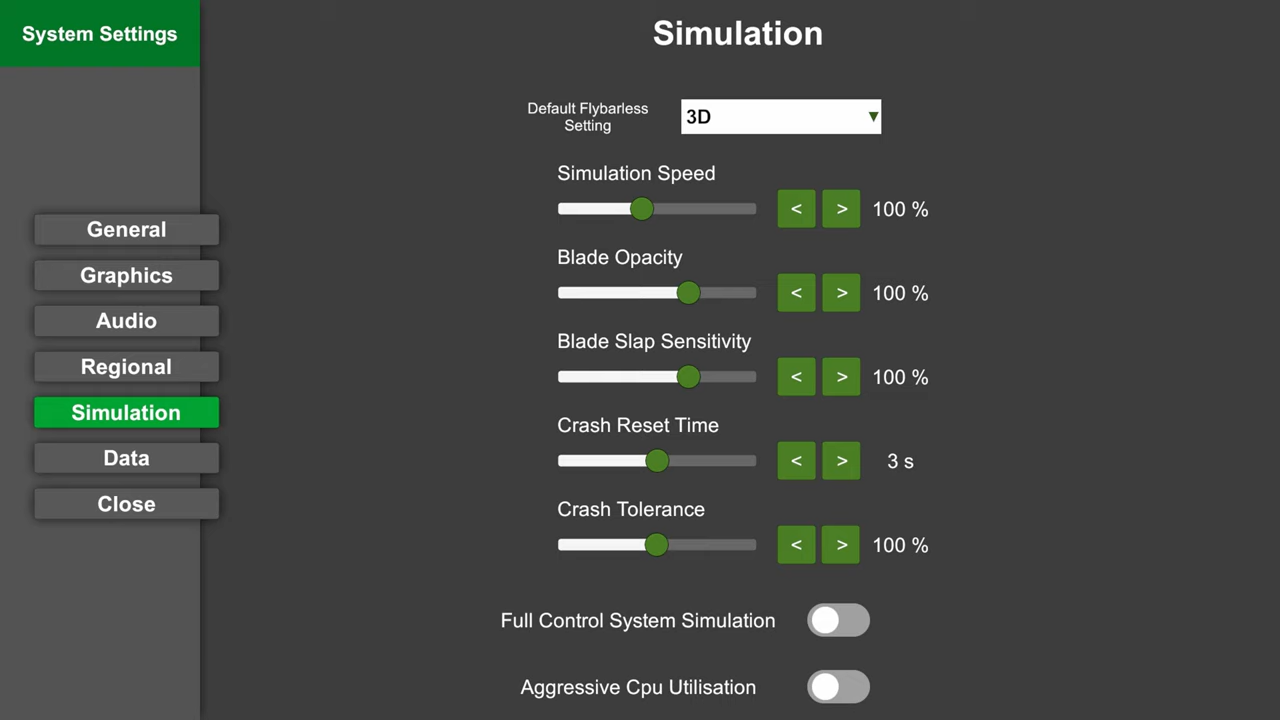 System Settings
Simulation
Default Flybarless
Setting
3D ▼
Simulation Speed
< > 100 %
Blade Opacity
< > 100 %
Blade Slap Sensitivity
< > 100 %
Crash Reset Time
< > 3 s
Crash Tolerance
< > 100 %
Full Control System Simulation
Aggressive Cpu Utilisation
General
Graphics
Audio
Regional
Simulation
Data
Close